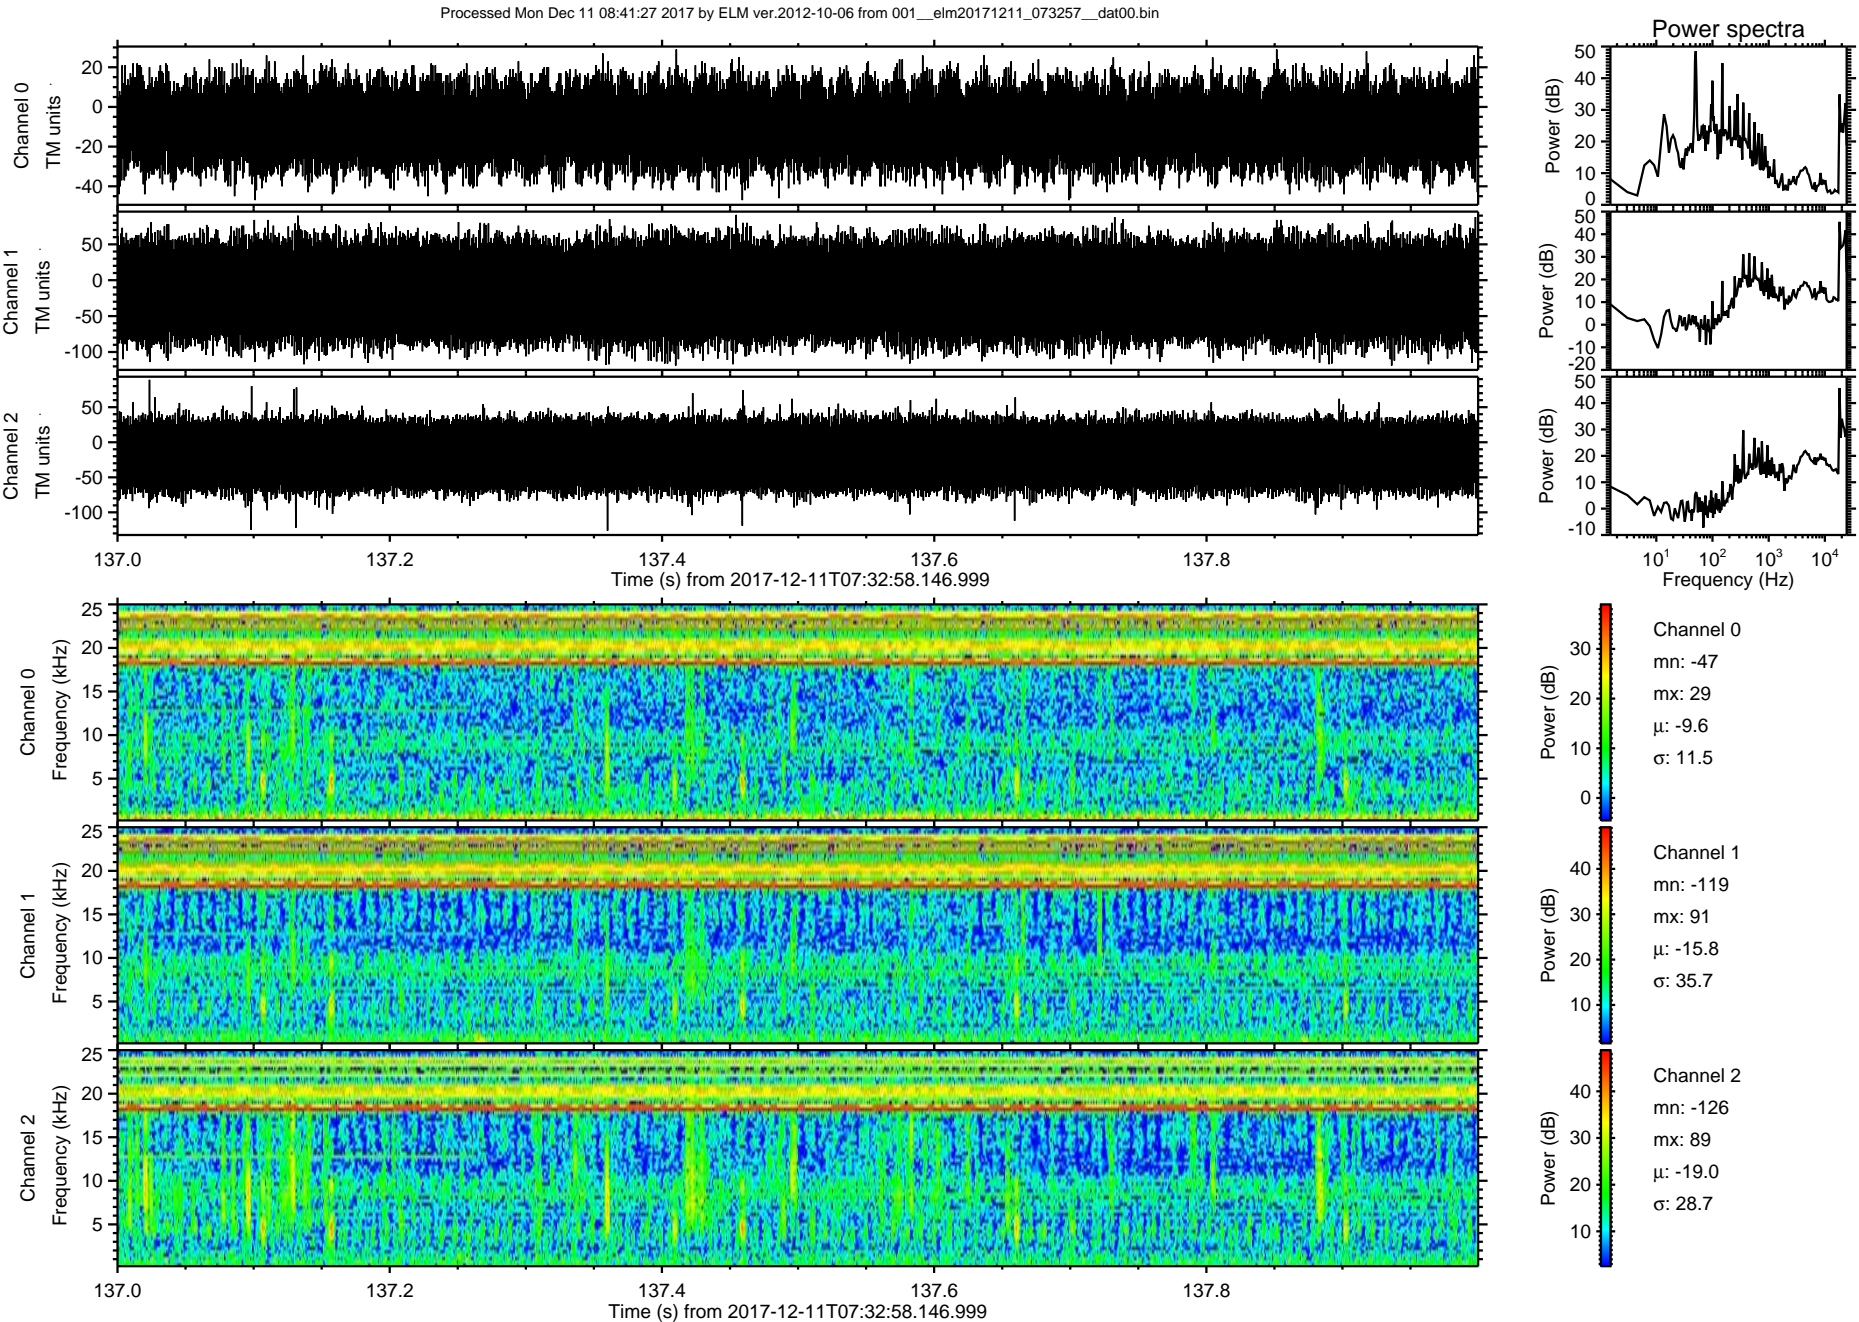 Processed Mon Dec 11 08:41:27 2017 by ELM ver.2012-10-06 from 001__elm20171211_073257__dat00.bin
Power spectra
Channel 0
TM units
20
0
-20
-40
Power (dB)
50
40
30
20
10
0
Channel 1
TM units
50
0
-50
-100
Power (dB)
50
40
30
20
10
0
-10
-20
Channel 2
TM units
50
0
-50
-100
Power (dB)
50
40
30
20
10
0
-10
137.0 137.2 137.4 137.6 137.8
Time (s) from 2017-12-11T07:32:58.146.999
10^1 10^2 10^3 10^4
Frequency (Hz)
Channel 0
Frequency (kHz)
25
20
15
10
5
Power (dB)
30
20
10
0
Channel 0
mn: -47
mx: 29
µ: -9.6
σ: 11.5
Channel 1
Frequency (kHz)
25
20
15
10
5
Power (dB)
40
30
20
10
Channel 1
mn: -119
mx: 91
µ: -15.8
σ: 35.7
Channel 2
Frequency (kHz)
25
20
15
10
5
Power (dB)
40
30
20
10
Channel 2
mn: -126
mx: 89
µ: -19.0
σ: 28.7
137.0 137.2 137.4 137.6 137.8
Time (s) from 2017-12-11T07:32:58.146.999